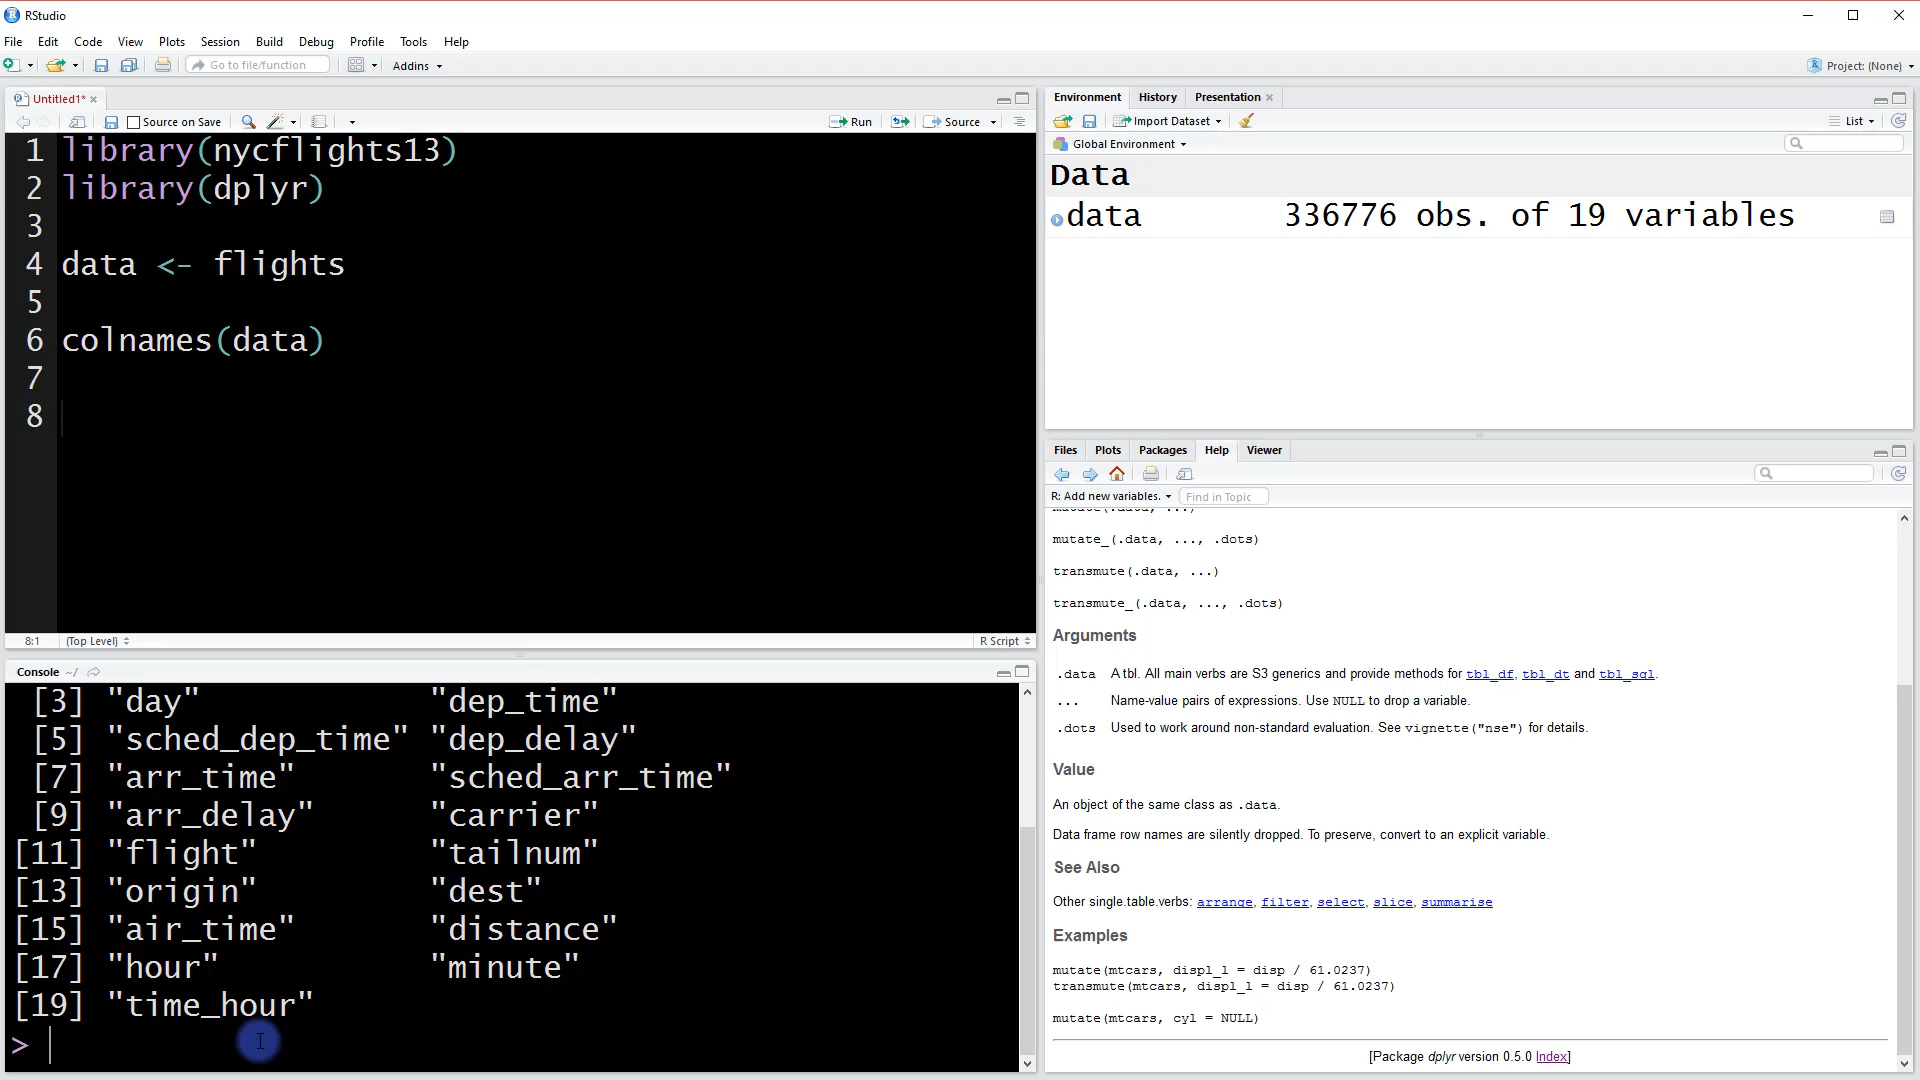 RStudio
File Edit Code View Plots Session Build Debug Profile Tools Help
Go to file/function Addins Project: (None)
Untitled1*
Source on Save Run Source
1 library(nycflights13)
2 library(dplyr)
3
4 data <- flights
5
6 colnames(data)
7
8
8:1 (Top Level) R Script
Console ~/
[3] "day" "dep_time"
[5] "sched_dep_time" "dep_delay"
[7] "arr_time" "sched_arr_time"
[9] "arr_delay" "carrier"
[11] "flight" "tailnum"
[13] "origin" "dest"
[15] "air_time" "distance"
[17] "hour" "minute"
[19] "time_hour"
>
Environment History Presentation
Import Dataset List
Global Environment
Data
data 336776 obs. of 19 variables
Files Plots Packages Help Viewer
R: Add new variables. Find in Topic
mutate(.data, ...)
mutate_(.data, ..., .dots)
transmute(.data, ...)
transmute_(.data, ..., .dots)
Arguments
.data A tbl. All main verbs are S3 generics and provide methods for tbl_df, tbl_dt and tbl_sql.
... Name-value pairs of expressions. Use NULL to drop a variable.
.dots Used to work around non-standard evaluation. See vignette("nse") for details.
Value
An object of the same class as .data.
Data frame row names are silently dropped. To preserve, convert to an explicit variable.
See Also
Other single.table.verbs: arrange, filter, select, slice, summarise
Examples
mutate(mtcars, displ_l = disp / 61.0237)
transmute(mtcars, displ_l = disp / 61.0237)
mutate(mtcars, cyl = NULL)
[Package dplyr version 0.5.0 Index]